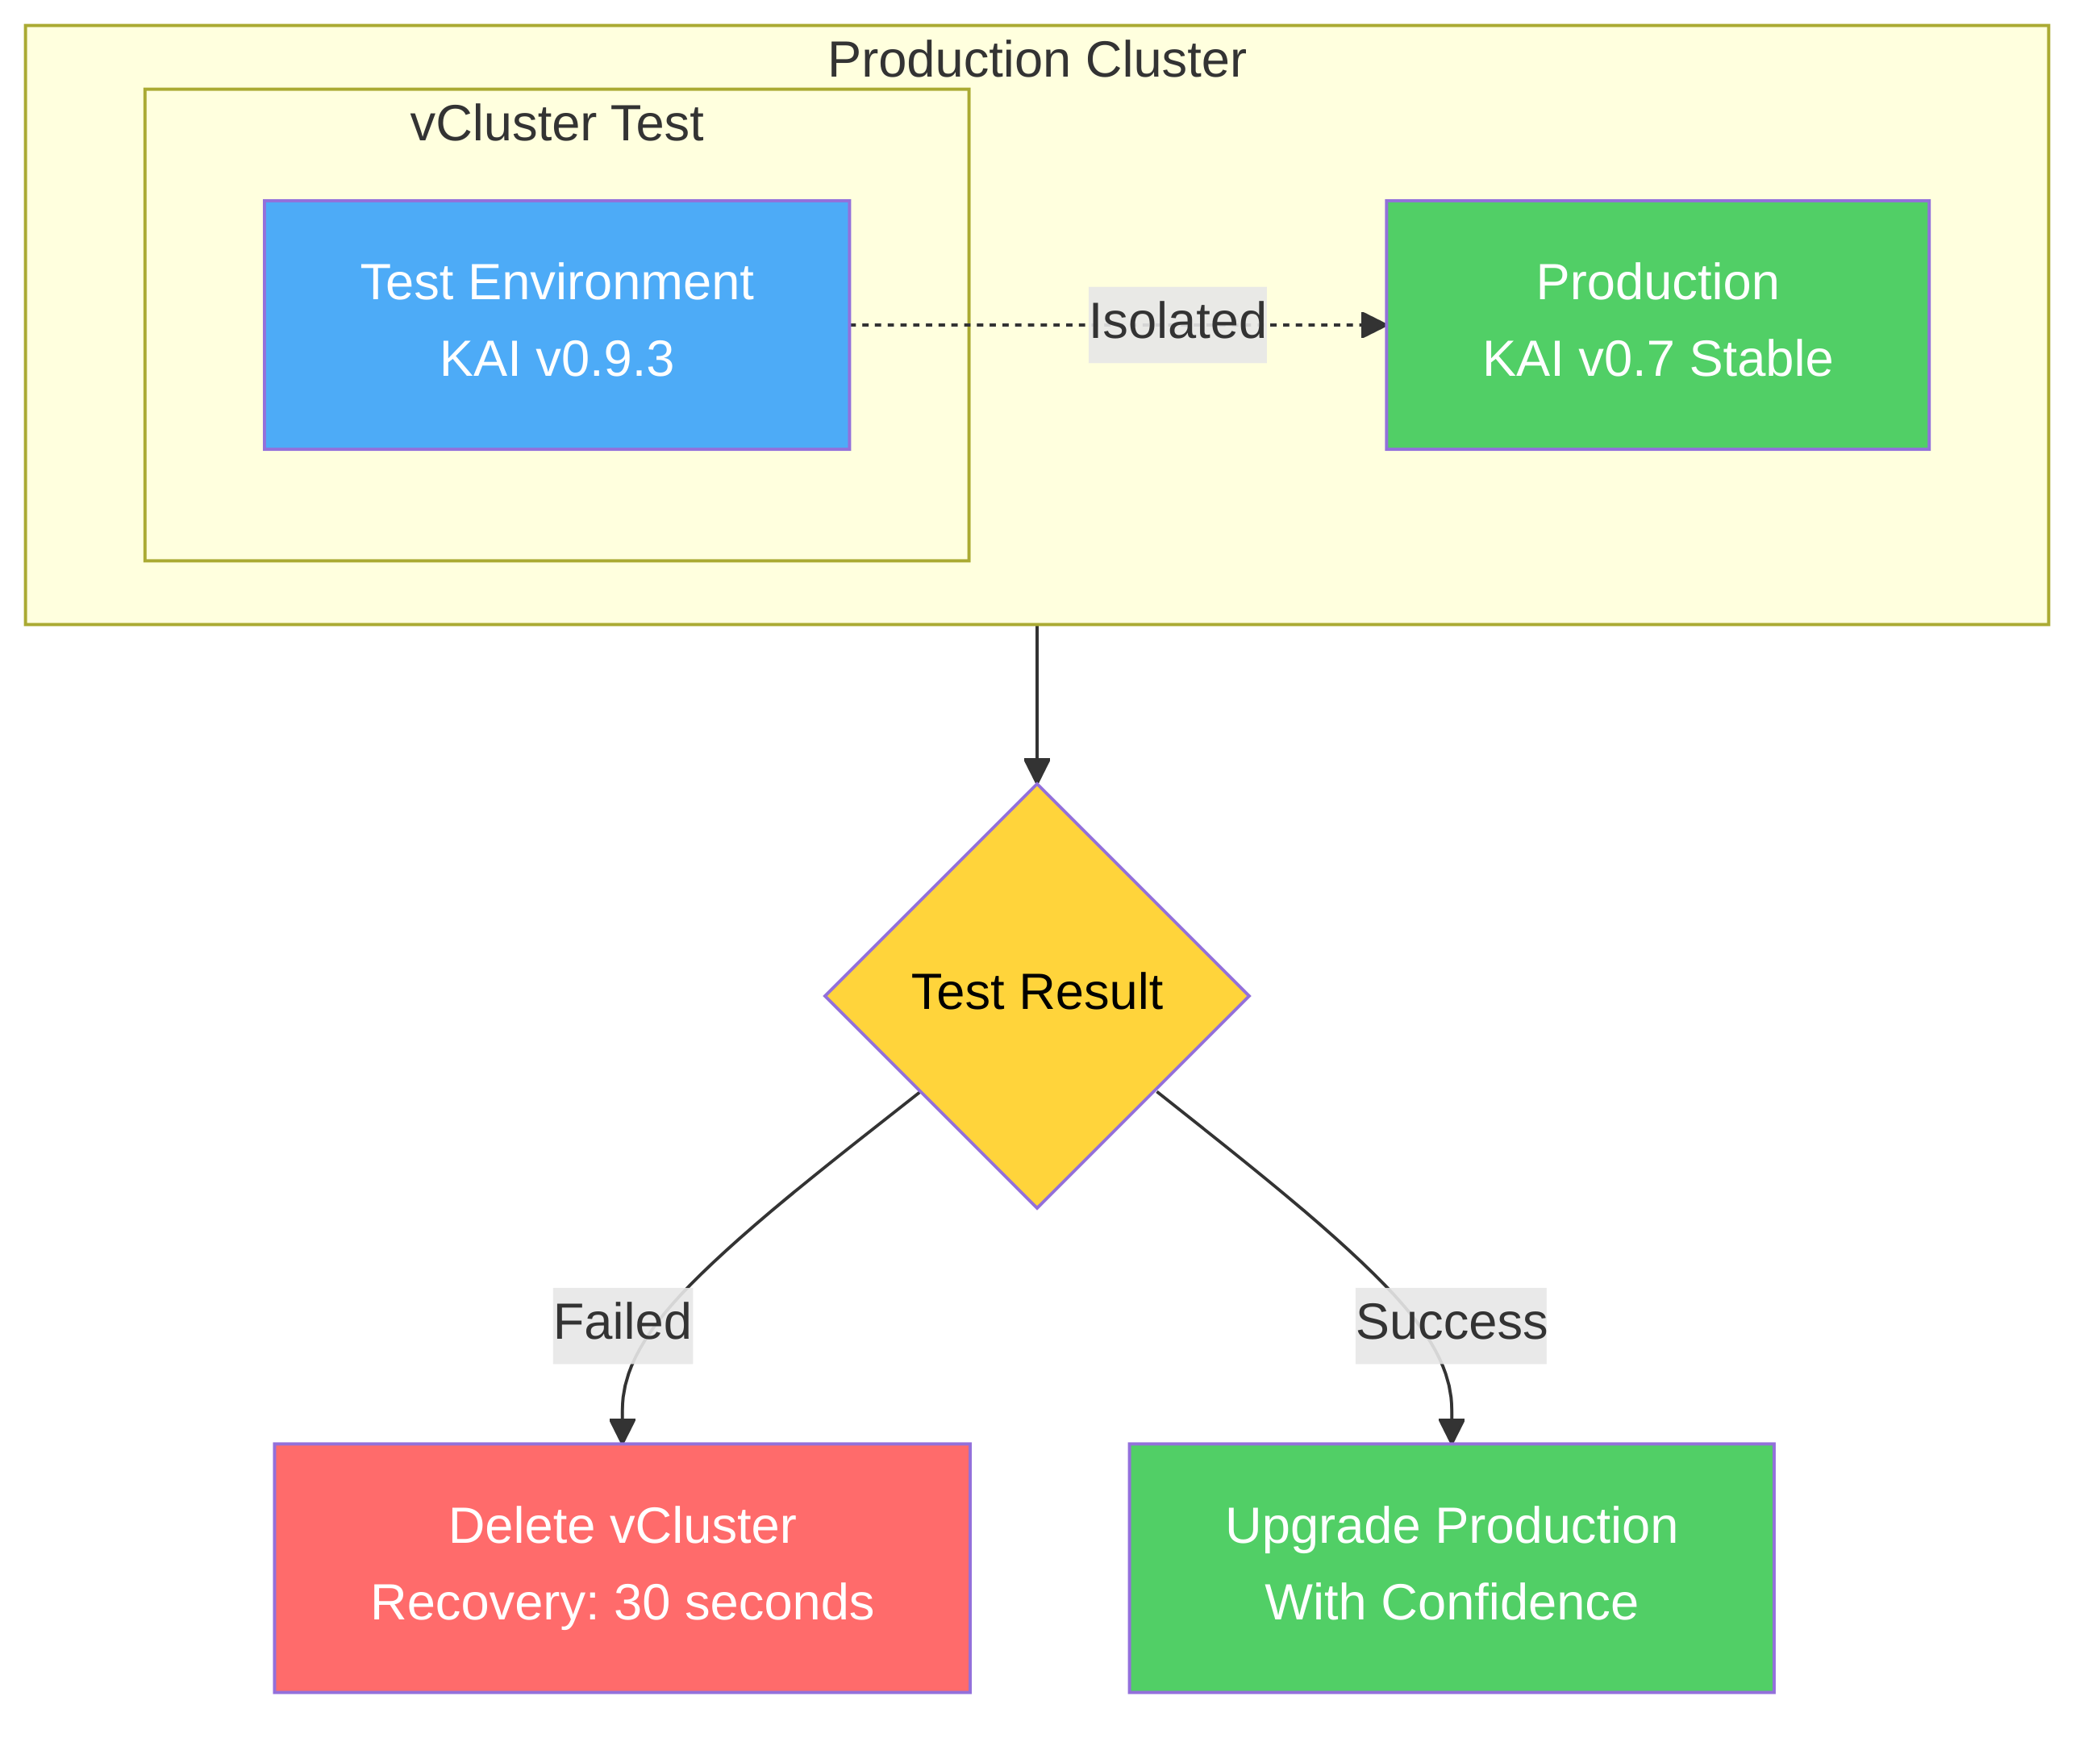 Production Cluster
vCluster Test
Test Environment
KAI v0.9.3
Isolated
Production
KAI v0.7 Stable
Test Result
Failed
Success
Delete vCluster
Recovery: 30 seconds
Upgrade Production
With Confidence